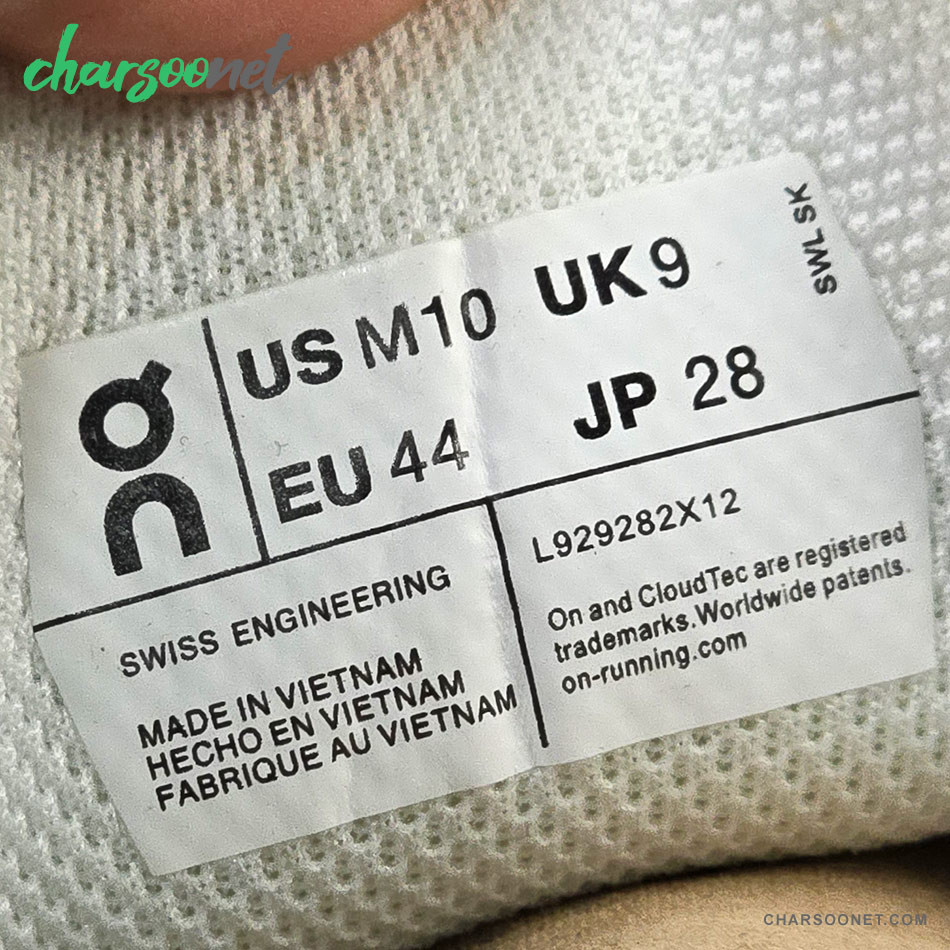 charsoonet
SWL SK
US M10 UK 9
EU 44 JP 28
on
SWISS ENGINEERING
MADE IN VIETNAM
HECHO EN VIETNAM
FABRIQUE AU VIETNAM
L929282X12
On and CloudTec are registered
trademarks.Worldwide patents.
on-running.com
CHARSOONET.COM